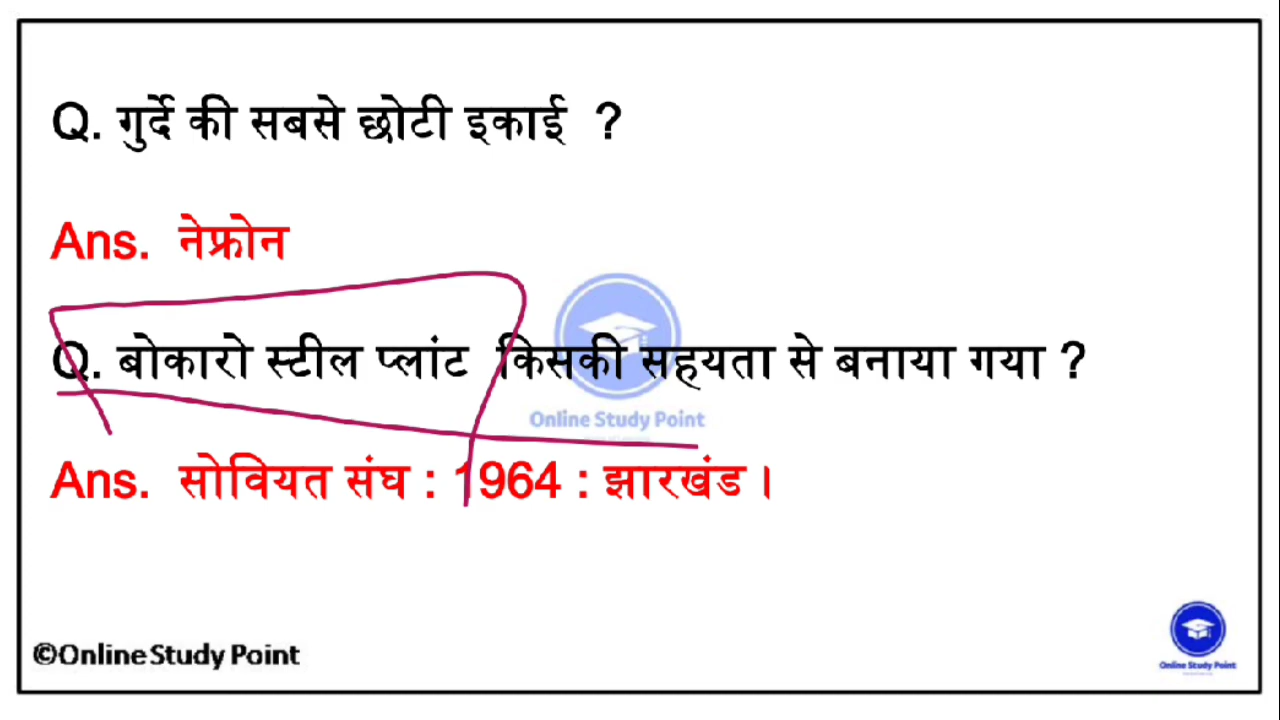 Q. गुर्दे की सबसे छोटी इकाई ?
Ans. नेफ्रोन
Q. बोकारो स्टील प्लांट किसकी सहयता से बनाया गया ?
Online Study Point
Ans. सोवियत संघ : 1964 : झारखंड ।
©Online Study Point
Online Study Point